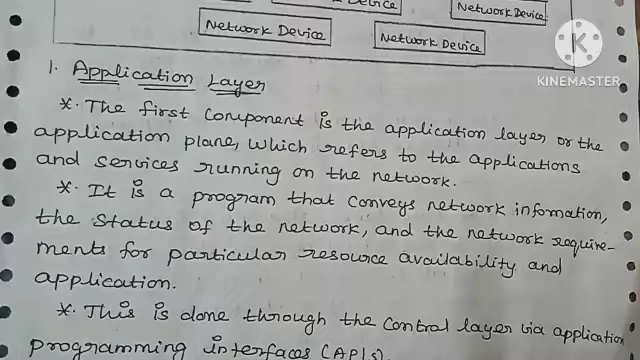 Device
Network Device
Network Device
Network Device
KINEMASTER
1. Application Layer
*. The first component is the application layer or the
application plane, which refers to the applications
and services running on the network.
*. It is a program that conveys network infomation,
the status of the network, and the network require-
ments for particular resource availability and
application.
*. This is done through the control layer via application
programming interfaces (APIs).